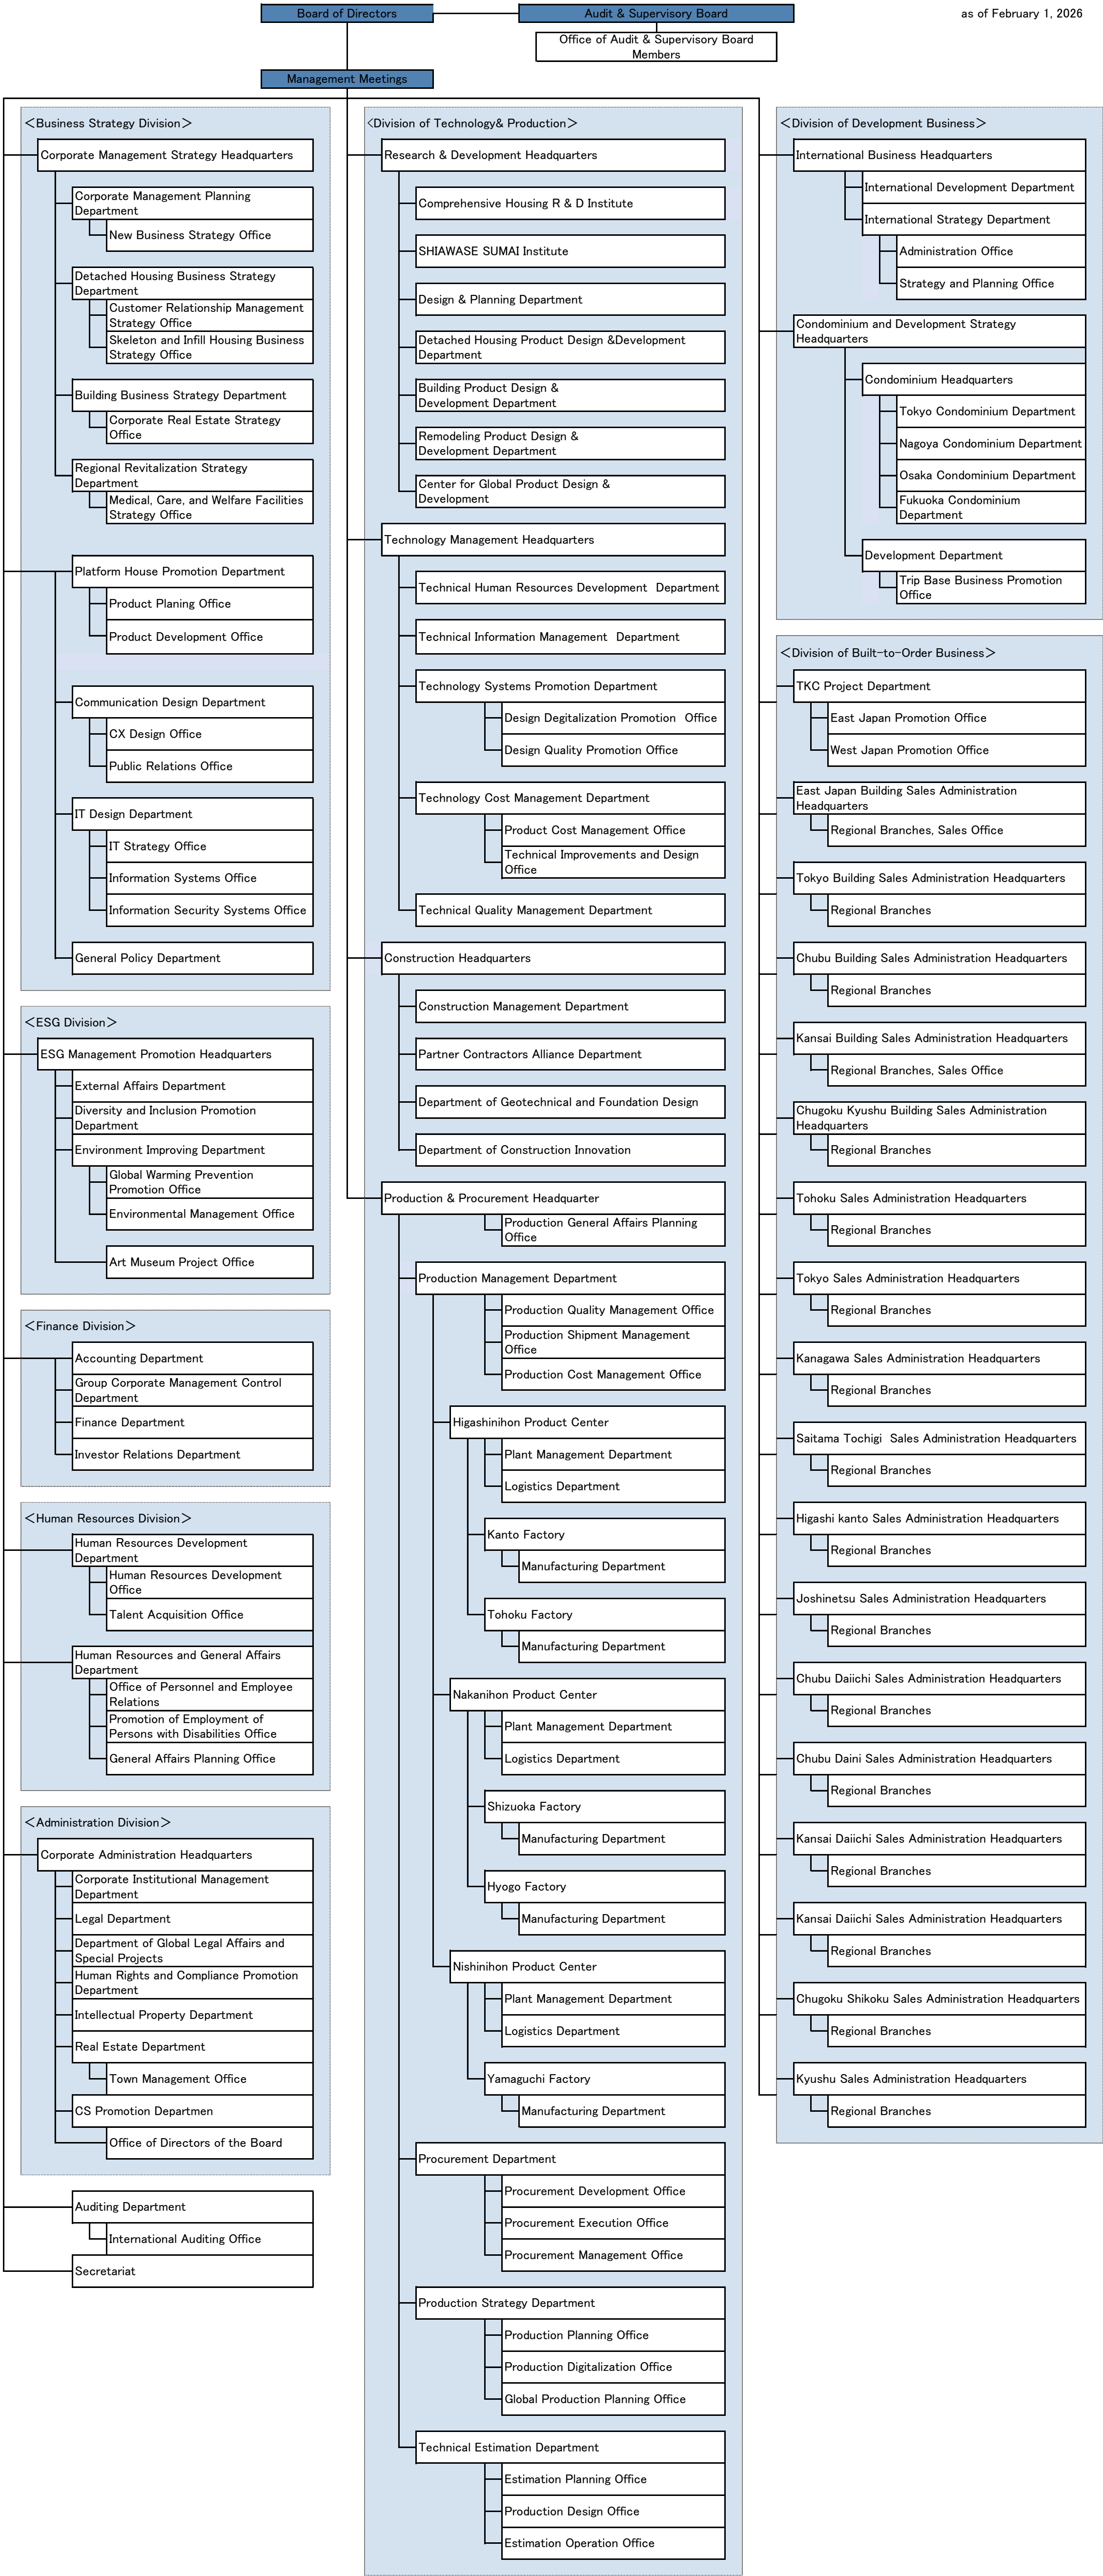 Board of Directors
Audit & Supervisory Board
as of February 1, 2026
Office of Audit & Supervisory Board
Members
Management Meetings
＜Business Strategy Division＞
Corporate Management Strategy Headquarters
Corporate Management Planning
Department
New Business Strategy Office
Detached Housing Business Strategy
Department
Customer Relationship Management
Strategy Office
Skeleton and Infill Housing Business
Strategy Office
Building Business Strategy Department
Corporate Real Estate Strategy
Office
Regional Revitalization Strategy
Department
Medical, Care, and Welfare Facilities
Strategy Office
Platform House Promotion Department
Product Planing Office
Product Development Office
Communication Design Department
CX Design Office
Public Relations Office
IT Design Department
IT Strategy Office
Information Systems Office
Information Security Systems Office
General Policy Department
＜ESG Division＞
ESG Management Promotion Headquarters
External Affairs Department
Diversity and Inclusion Promotion
Department
Environment Improving Department
Global Warming Prevention
Promotion Office
Environmental Management Office
Art Museum Project Office
＜Finance Division＞
Accounting Department
Group Corporate Management Control
Department
Finance Department
Investor Relations Department
＜Human Resources Division＞
Human Resources Development
Department
Human Resources Development
Office
Talent Acquisition Office
Human Resources and General Affairs
Department
Office of Personnel and Employee
Relations
Promotion of Employment of
Persons with Disabilities Office
General Affairs Planning Office
＜Administration Division＞
Corporate Administration Headquarters
Corporate Institutional Management
Department
Legal Department
Department of Global Legal Affairs and
Special Projects
Human Rights and Compliance Promotion
Department
Intellectual Property Department
Real Estate Department
Town Management Office
CS Promotion Departmen
Office of Directors of the Board
Auditing Department
International Auditing Office
Secretariat
＜Division of Technology& Production＞
Research & Development Headquarters
Comprehensive Housing R & D Institute
SHIAWASE SUMAI Institute
Design & Planning Department
Detached Housing Product Design &Development
Department
Building Product Design &
Development Department
Remodeling Product Design &
Development Department
Center for Global Product Design &
Development
Technology Management Headquarters
Technical Human Resources Development  Department
Technical Information Management  Department
Technology Systems Promotion Department
Design Degitalization Promotion  Office
Design Quality Promotion Office
Technology Cost Management Department
Product Cost Management Office
Technical Improvements and Design
Office
Technical Quality Management Department
Construction Headquarters
Construction Management Department
Partner Contractors Alliance Department
Department of Geotechnical and Foundation Design
Department of Construction Innovation
Production & Procurement Headquarter
Production General Affairs Planning
Office
Production Management Department
Production Quality Management Office
Production Shipment Management
Office
Production Cost Management Office
Higashinihon Product Center
Plant Management Department
Logistics Department
Kanto Factory
Manufacturing Department
Tohoku Factory
Manufacturing Department
Nakanihon Product Center
Plant Management Department
Logistics Department
Shizuoka Factory
Manufacturing Department
Hyogo Factory
Manufacturing Department
Nishinihon Product Center
Plant Management Department
Logistics Department
Yamaguchi Factory
Manufacturing Department
Procurement Department
Procurement Development Office
Procurement Execution Office
Procurement Management Office
Production Strategy Department
Production Planning Office
Production Digitalization Office
Global Production Planning Office
Technical Estimation Department
Estimation Planning Office
Production Design Office
Estimation Operation Office
＜Division of Development Business＞
International Business Headquarters
International Development Department
International Strategy Department
Administration Office
Strategy and Planning Office
Condominium and Development Strategy
Headquarters
Condominium Headquarters
Tokyo Condominium Department
Nagoya Condominium Department
Osaka Condominium Department
Fukuoka Condominium
Department
Development Department
Trip Base Business Promotion
Office
＜Division of Built-to-Order Business＞
TKC Project Department
East Japan Promotion Office
West Japan Promotion Office
East Japan Building Sales Administration
Headquarters
Regional Branches, Sales Office
Tokyo Building Sales Administration Headquarters
Regional Branches
Chubu Building Sales Administration Headquarters
Regional Branches
Kansai Building Sales Administration Headquarters
Regional Branches, Sales Office
Chugoku Kyushu Building Sales Administration
Headquarters
Regional Branches
Tohoku Sales Administration Headquarters
Regional Branches
Tokyo Sales Administration Headquarters
Regional Branches
Kanagawa Sales Administration Headquarters
Regional Branches
Saitama Tochigi  Sales Administration Headquarters
Regional Branches
Higashi kanto Sales Administration Headquarters
Regional Branches
Joshinetsu Sales Administration Headquarters
Regional Branches
Chubu Daiichi Sales Administration Headquarters
Regional Branches
Chubu Daini Sales Administration Headquarters
Regional Branches
Kansai Daiichi Sales Administration Headquarters
Regional Branches
Kansai Daiichi Sales Administration Headquarters
Regional Branches
Chugoku Shikoku Sales Administration Headquarters
Regional Branches
Kyushu Sales Administration Headquarters
Regional Branches